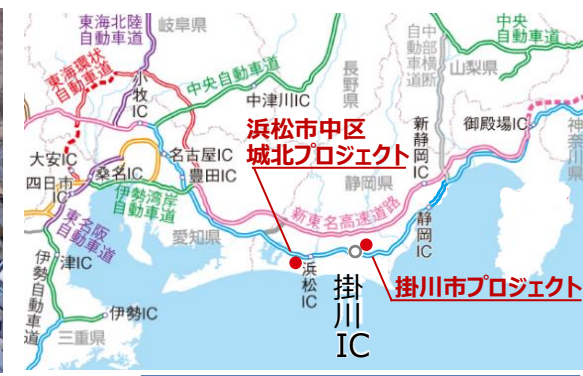 東海北陸
自動車道
岐阜県
中央
自動車道
東海環状
自動車道
小牧
IC
中央自動車道
中津川IC
長野県
中部横断
自動車道
山梨県
浜松市中区
城北プロジェクト
新静岡
IC
御殿場IC
神奈川県
大安IC
名古屋IC
四日市
IC
桑名IC
豊田IC
静岡県
伊勢湾岸
自動車道
新東名高速道路
東名阪
自動車道
愛知県
静岡
IC
津IC
浜松
IC
掛川市プロジェクト
伊勢自動車道
掛川
IC
伊勢IC
三重県